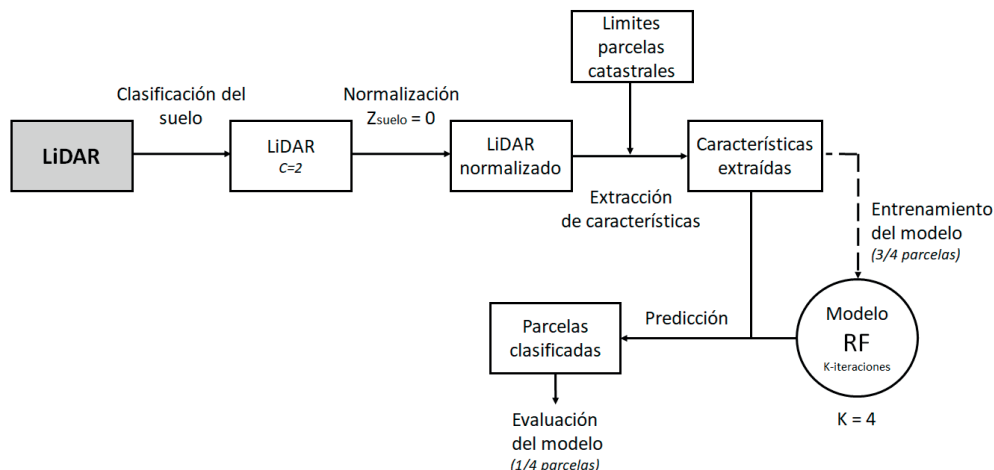 Limites
parcelas
catastrales
Clasificación del
suelo
Normalización
Zsuelo = 0
LiDAR
LiDAR
C=2
LiDAR
normalizado
Características
extraídas
Extracción
de características
Entrenamiento
del modelo
(3/4 parcelas)
Parcelas
clasificadas
Predicción
Modelo
RF
K-iteraciones
K = 4
Evaluación
del modelo
(1/4 parcelas)